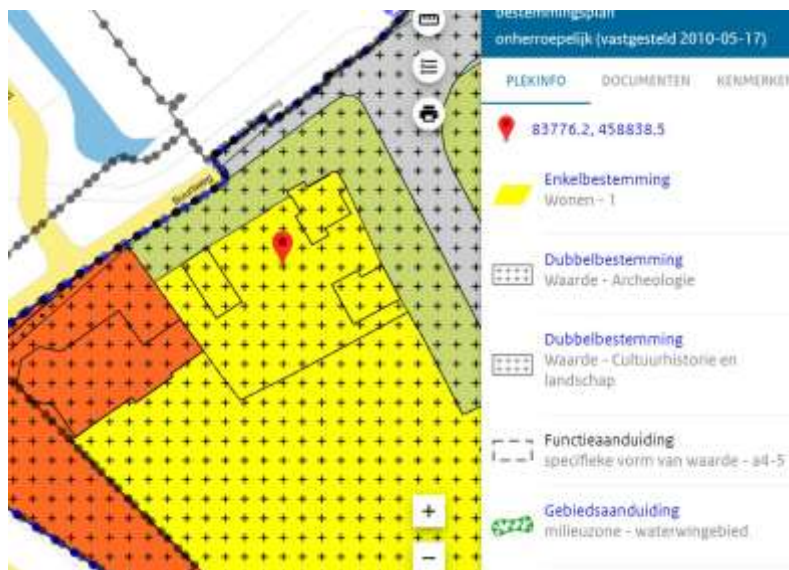 bestemmingsplan
onherroepelijk (vastgesteld 2010-05-17)
PLEKINFO DOCUMENTEN KENMERKEN
83776.2, 458838.5
Enkelbestemming
Wonen - 1
Dubbelbestemming
Waarde - Archeologie
Dubbelbestemming
Waarde - Cultuurhistorie en
landschap
Functieaanduiding
specifieke vorm van waarde - a4-5
Gebiedsaanduiding
milieuzone - waterwingebied
+
−